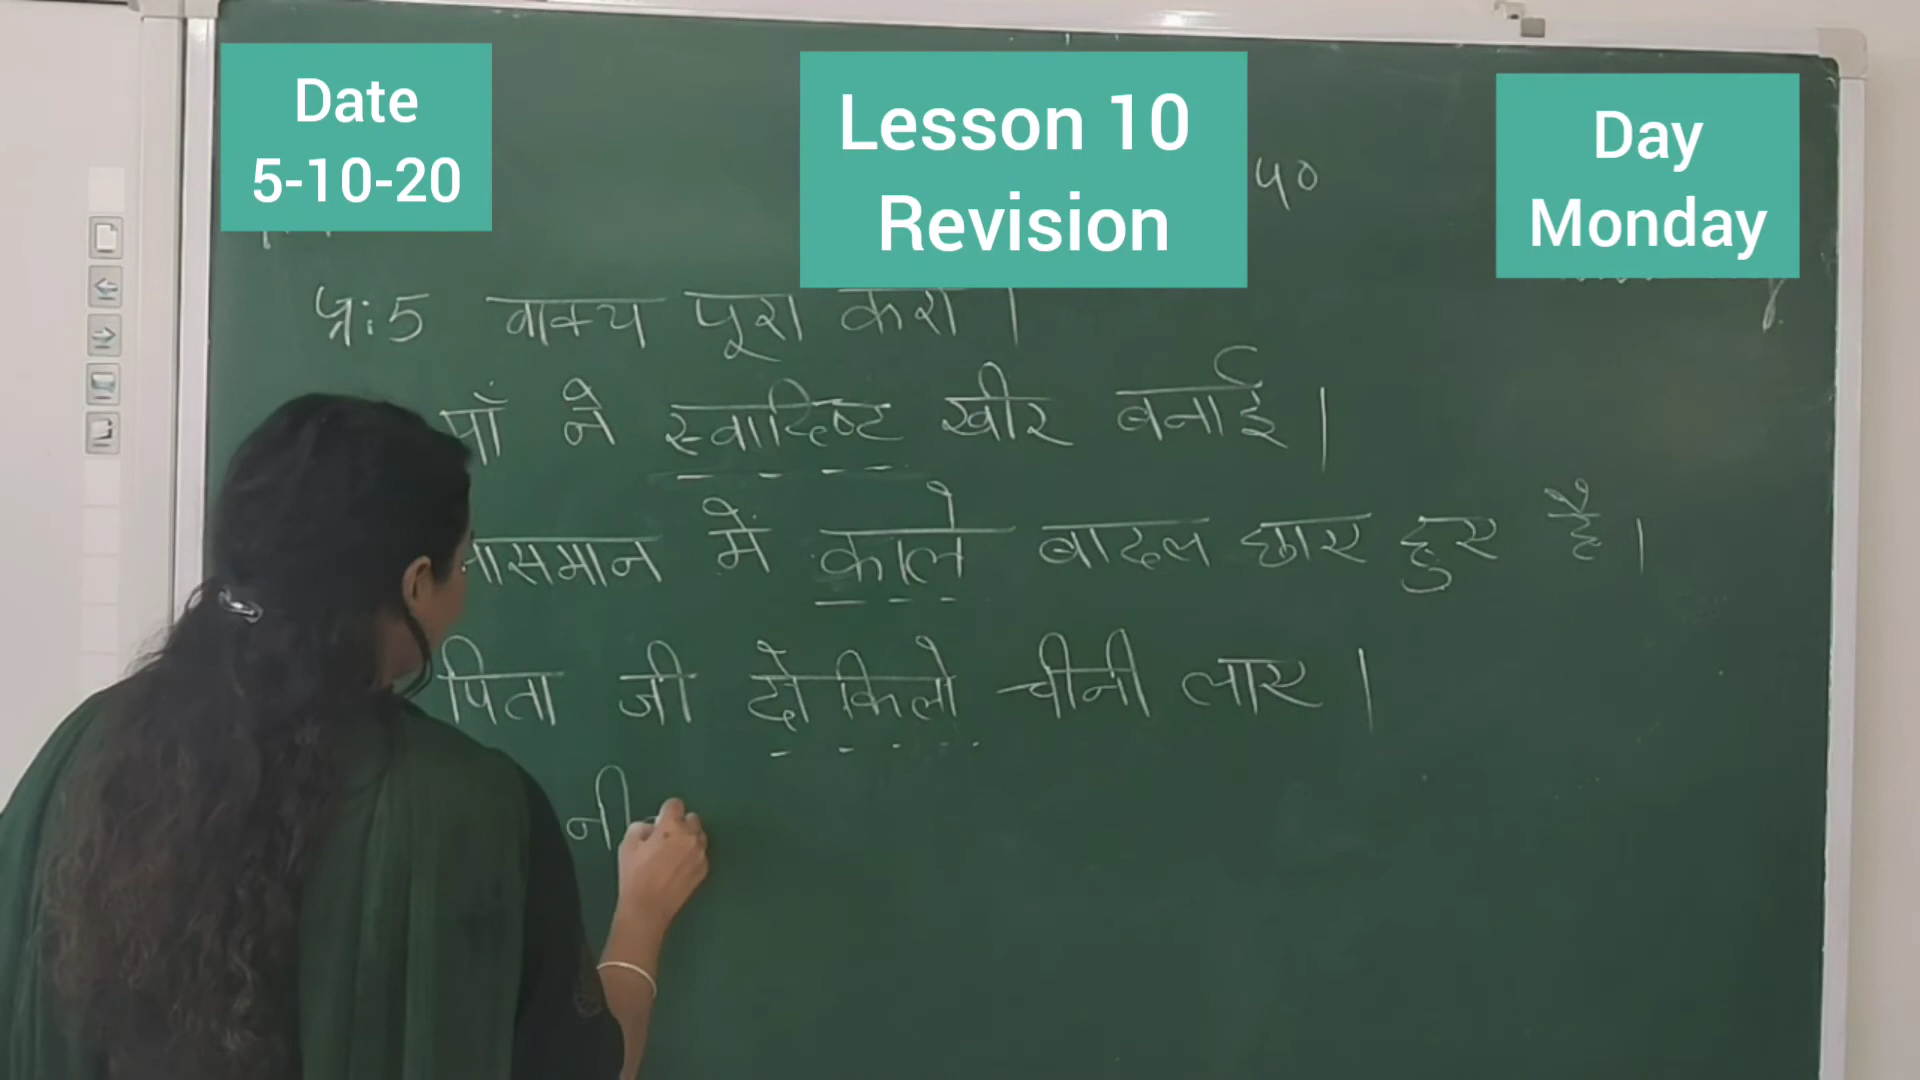 Date
5-10-20
Lesson 10
Revision
Day
Monday
५०
प्र:5 वाक्य पूरा करो |
माँ ने स्वादिष्ट खीर बनाई |
आसमान में काले बादल छाए हुए है |
पिता जी दो किलो चीनी लाए |
नी